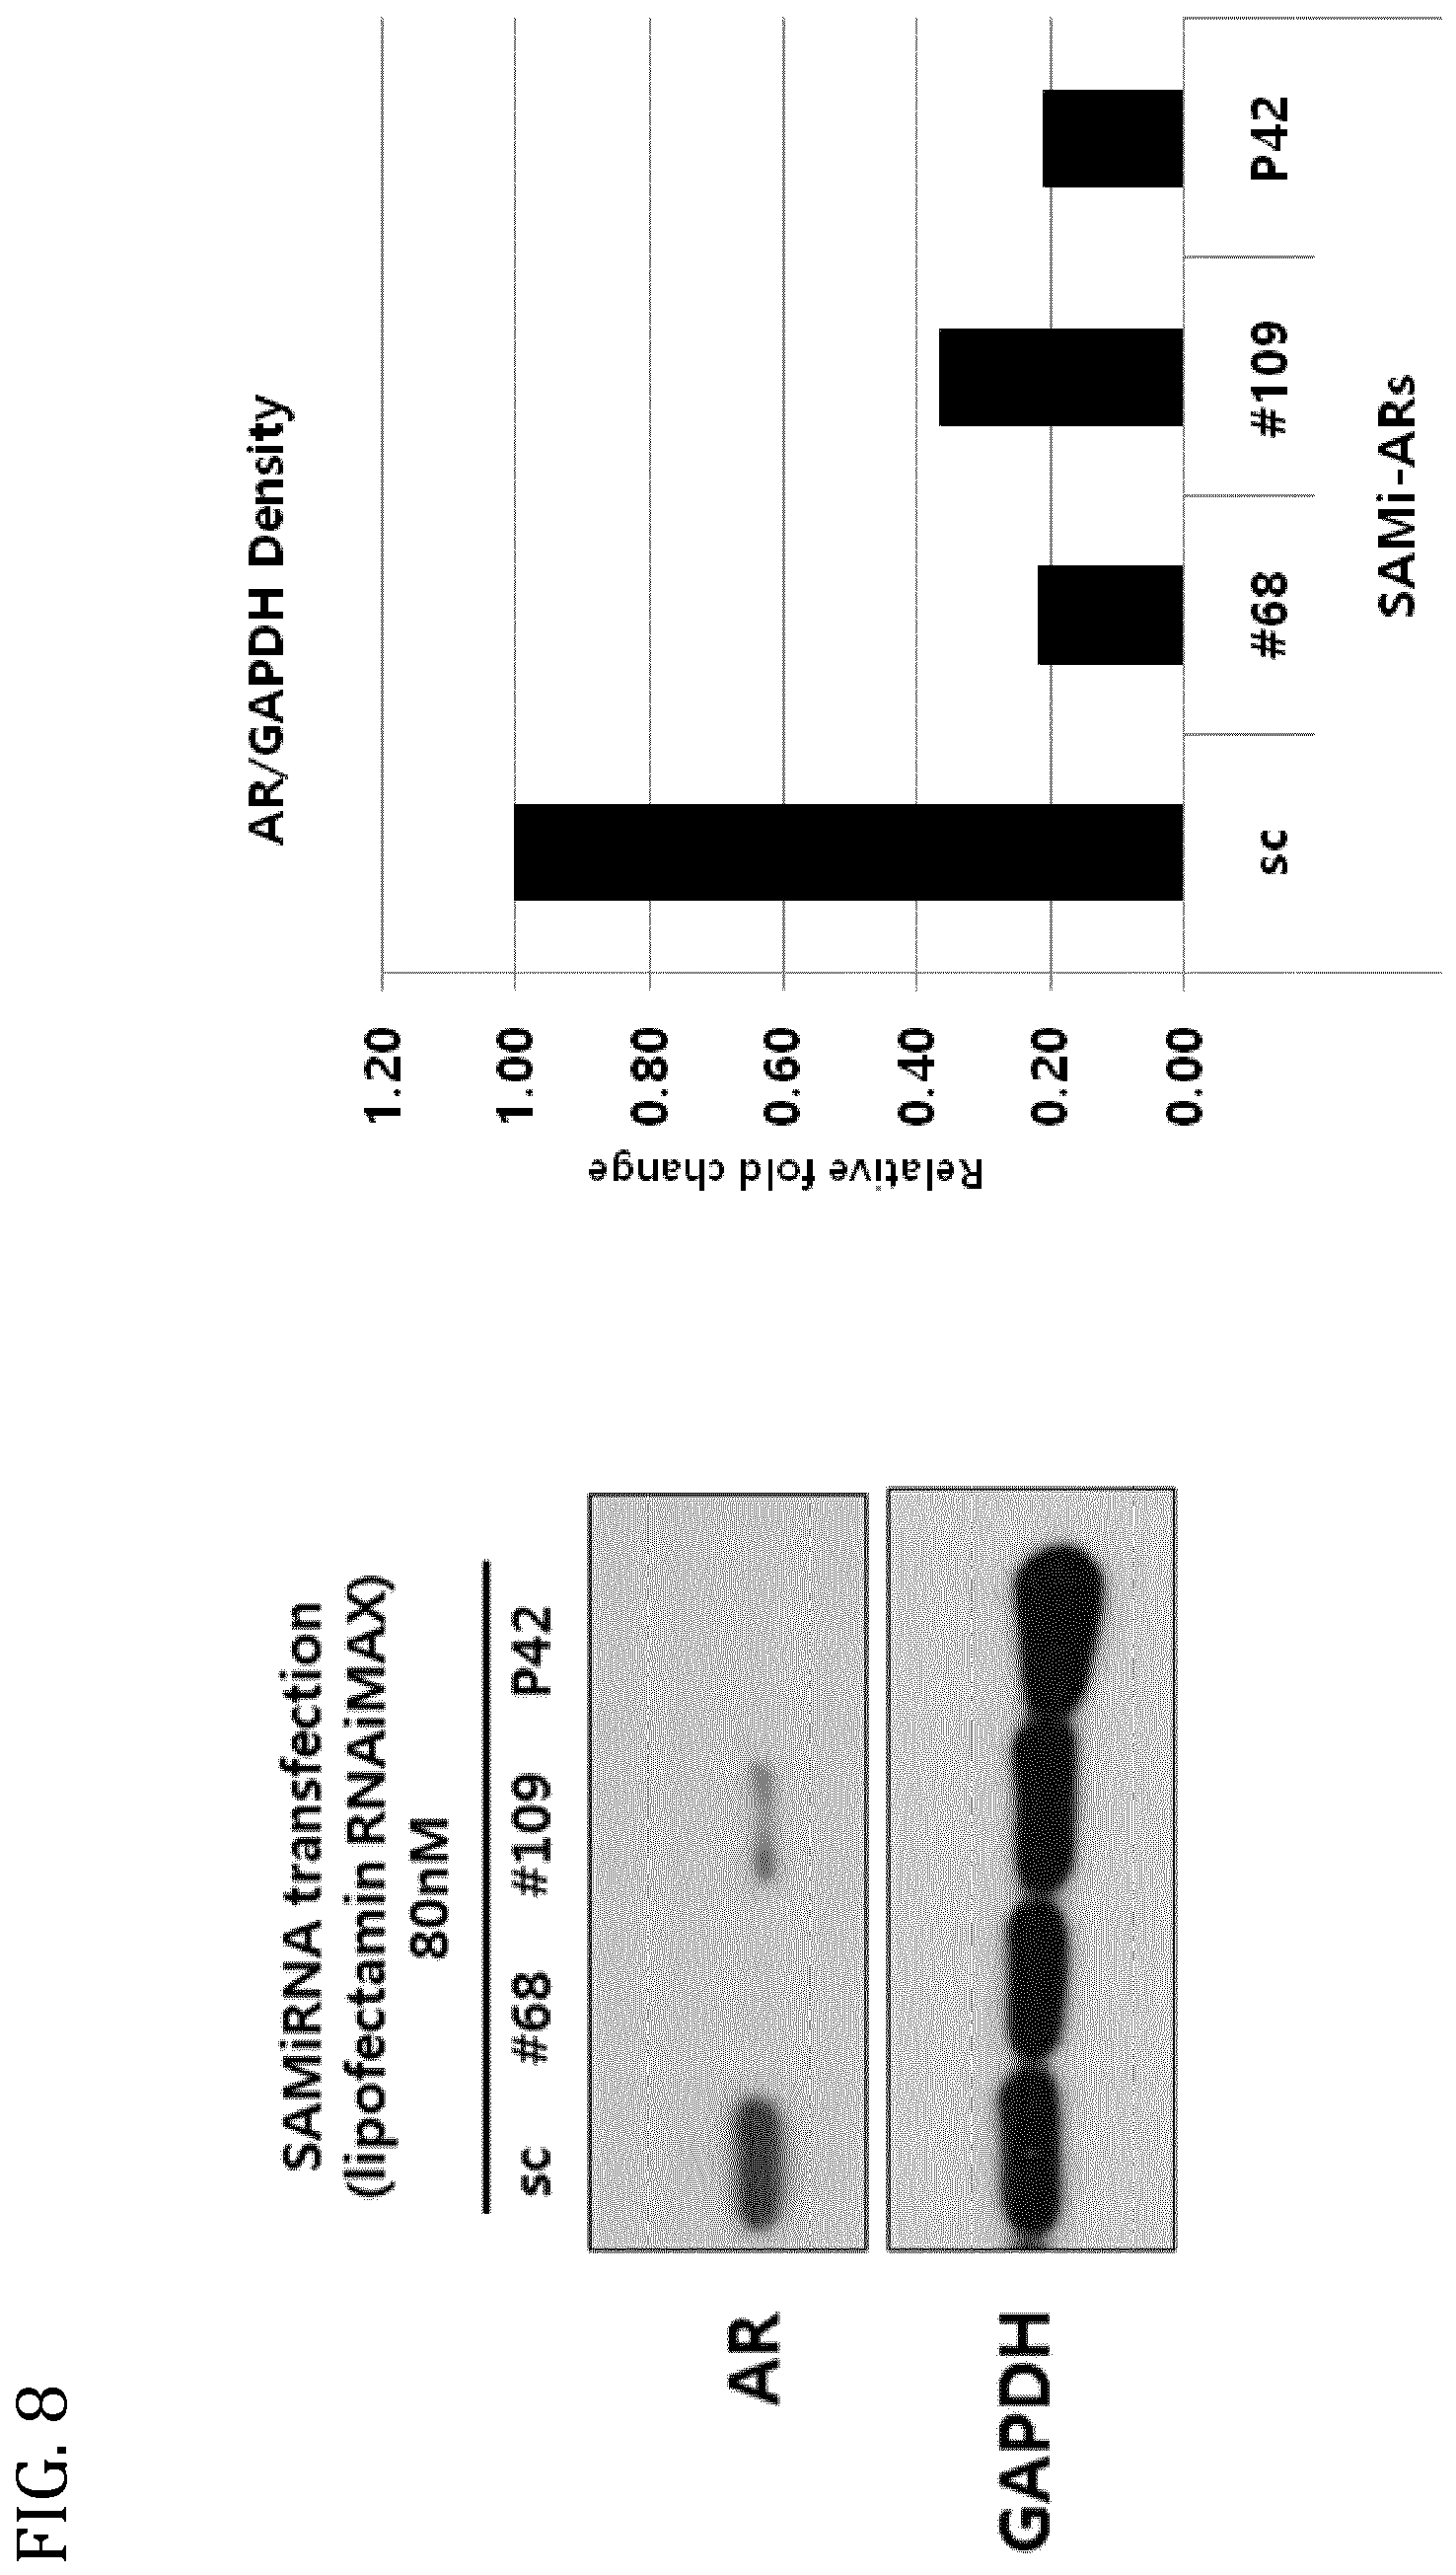 FIG. 8
SAMiRNA transfection
(lipofectamin RNAiMAX)
80nM
sc #68 #109 P42
AR
GAPDH
AR/GAPDH Density
Relative fold change
1.20
1.00
0.80
0.60
0.40
0.20
0.00
sc #68 #109 P42
SAMi-ARs